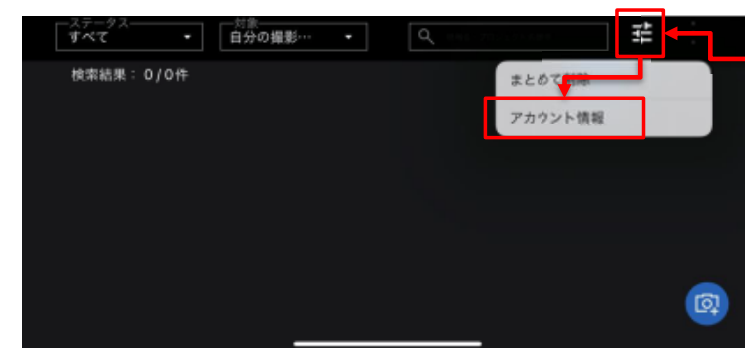 ステータス
すべて
対象
自分の撮影…
検索結果：0/0件
まとめて削除
アカウント情報